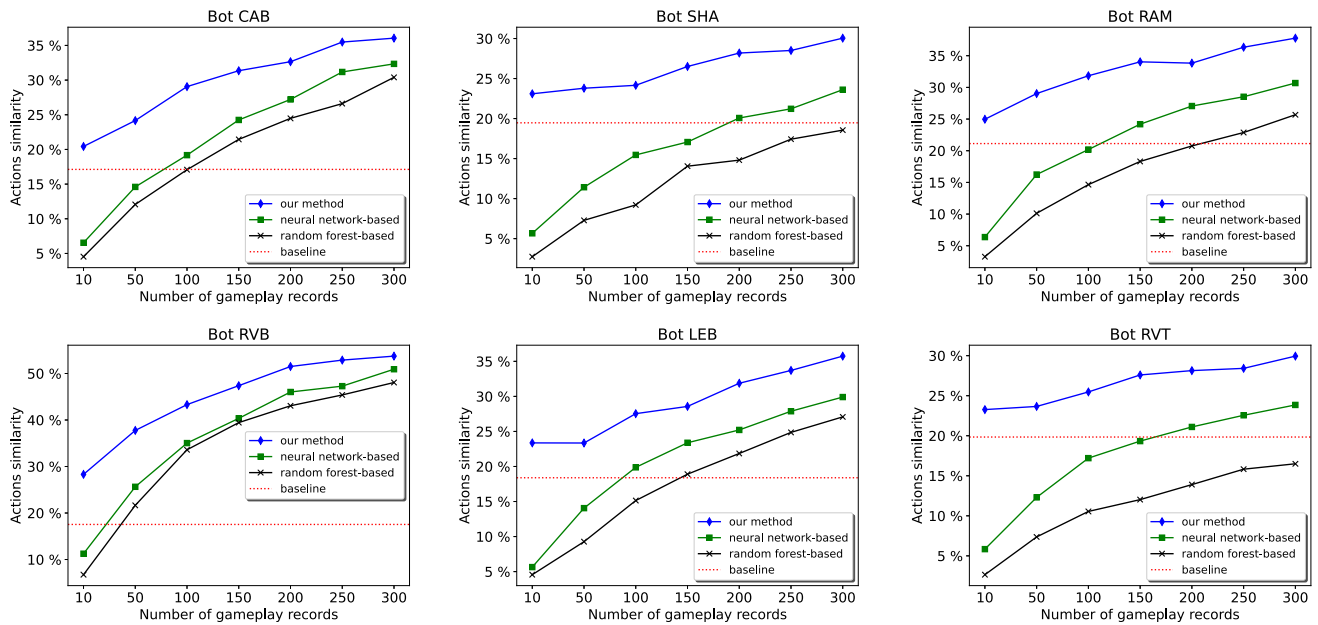 Bot CAB
Actions similarity
35 %
30 %
25 %
20 %
15 %
10 %
5 %
our method
neural network-based
random forest-based
baseline
10 50 100 150 200 250 300
Number of gameplay records
Bot SHA
Actions similarity
30 %
25 %
20 %
15 %
10 %
5 %
our method
neural network-based
random forest-based
baseline
10 50 100 150 200 250 300
Number of gameplay records
Bot RAM
Actions similarity
35 %
30 %
25 %
20 %
15 %
10 %
5 %
our method
neural network-based
random forest-based
baseline
10 50 100 150 200 250 300
Number of gameplay records
Bot RVB
Actions similarity
50 %
40 %
30 %
20 %
10 %
our method
neural network-based
random forest-based
baseline
10 50 100 150 200 250 300
Number of gameplay records
Bot LEB
Actions similarity
35 %
30 %
25 %
20 %
15 %
10 %
5 %
our method
neural network-based
random forest-based
baseline
10 50 100 150 200 250 300
Number of gameplay records
Bot RVT
Actions similarity
30 %
25 %
20 %
15 %
10 %
5 %
our method
neural network-based
random forest-based
baseline
10 50 100 150 200 250 300
Number of gameplay records